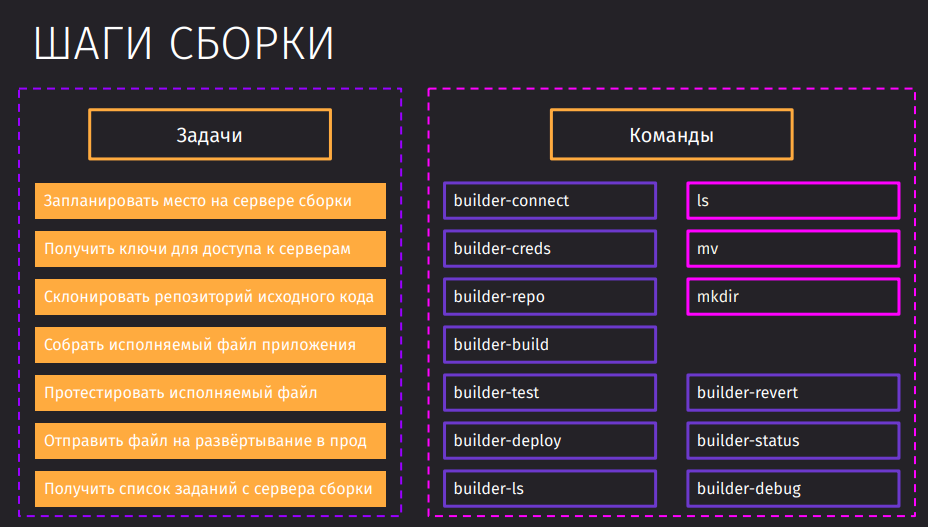 ШАГИ СБОРКИ
Задачи
Запланировать место на сервере сборки
Получить ключи для доступа к серверам
Склонировать репозиторий исходного кода
Собрать исполняемый файл приложения
Протестировать исполняемый файл
Отправить файл на развёртывание в прод
Получить список заданий с сервера сборки
Команды
builder-connect
builder-creds
builder-repo
builder-build
builder-test
builder-deploy
builder-ls
ls
mv
mkdir
builder-revert
builder-status
builder-debug